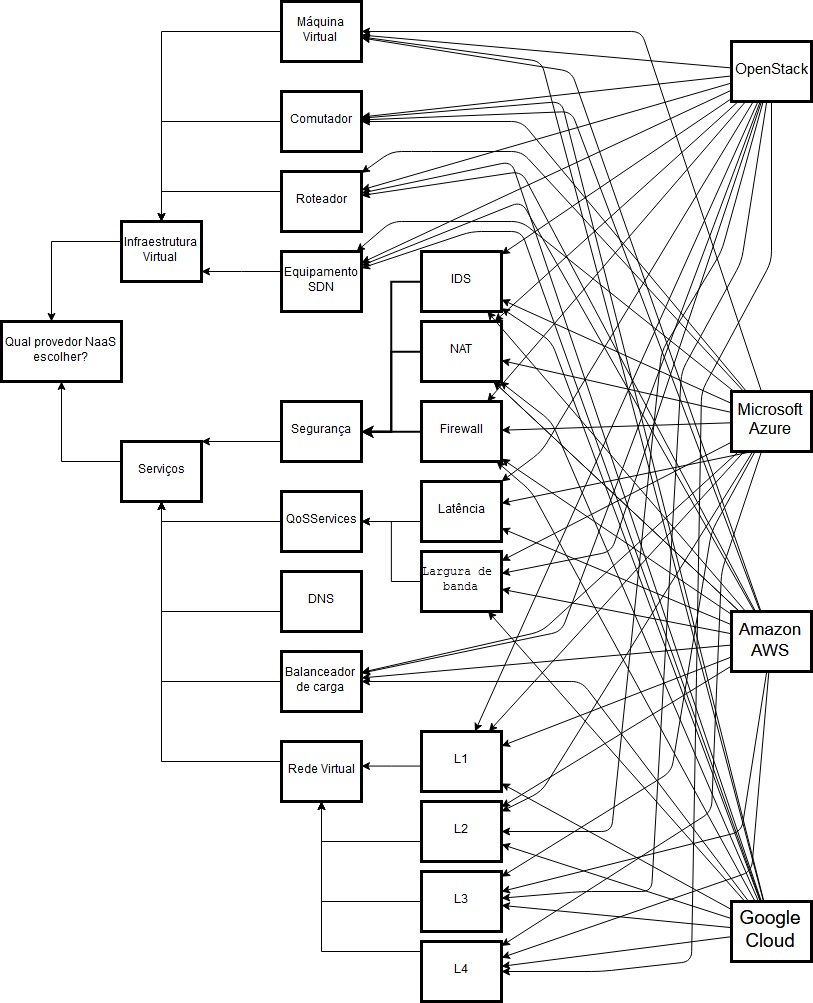 Máquina
Virtual
OpenStack
Comutador
Roteador
Infraestrutura
Virtual
Equipamento
SDN
IDS
Qual provedor NaaS
escolher?
NAT
Segurança
Firewall
Microsoft
Azure
Serviços
QoSServices
Latência
Largura de
banda
DNS
Amazon
AWS
Balanceador
de carga
Rede Virtual
L1
L2
L3
Google
Cloud
L4